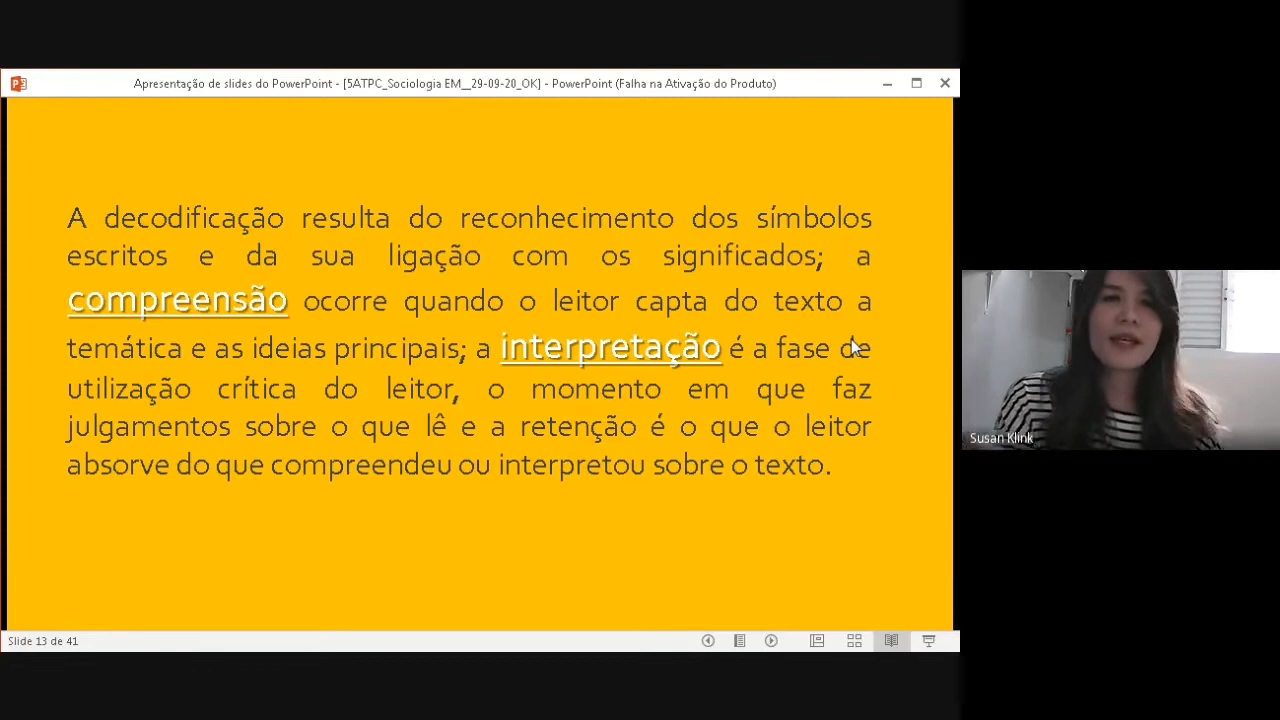 Apresentação de slides do PowerPoint - [5ATPC_Sociologia EM__29-09-20_OK] - PowerPoint (Falha na Ativação do Produto)
A decodificação resulta do reconhecimento dos símbolos
escritos e da sua ligação com os significados; a
compreensão ocorre quando o leitor capta do texto a
temática e as ideias principais; a interpretação é a fase de
utilização crítica do leitor, o momento em que faz
julgamentos sobre o que lê e a retenção é o que o leitor
absorve do que compreendeu ou interpretou sobre o texto.
Susan Klink
Slide 13 de 41